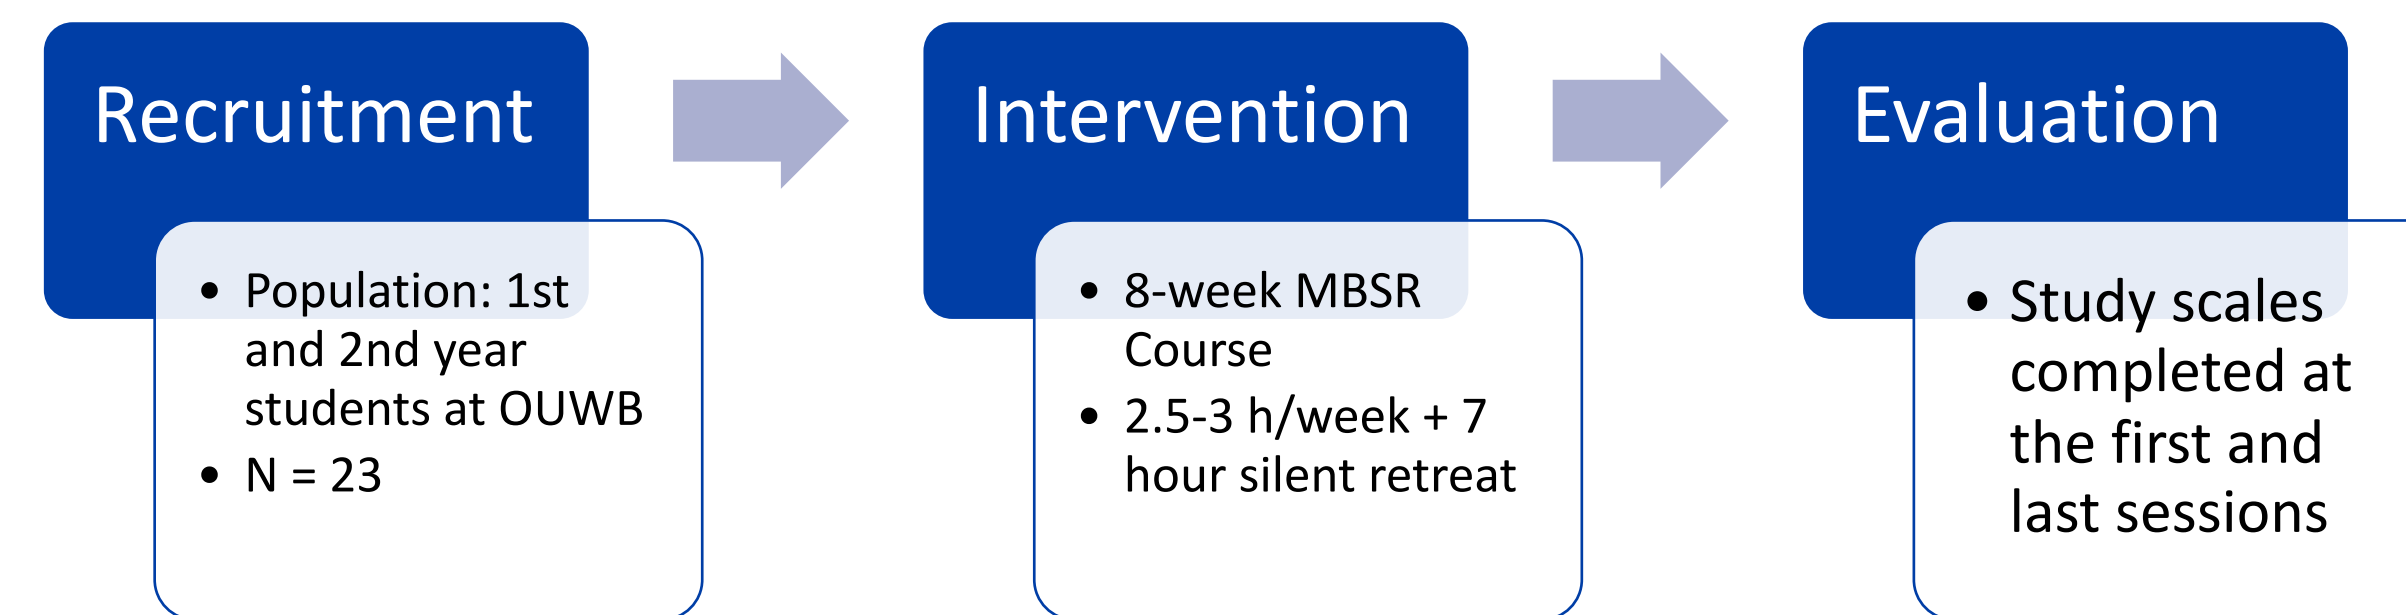 Recruitment
• Population: 1st
and 2nd year
students at OUWB
• N = 23
Intervention
• 8-week MBSR
Course
• 2.5-3 h/week + 7
hour silent retreat
Evaluation
• Study scales
completed at
the first and
last sessions